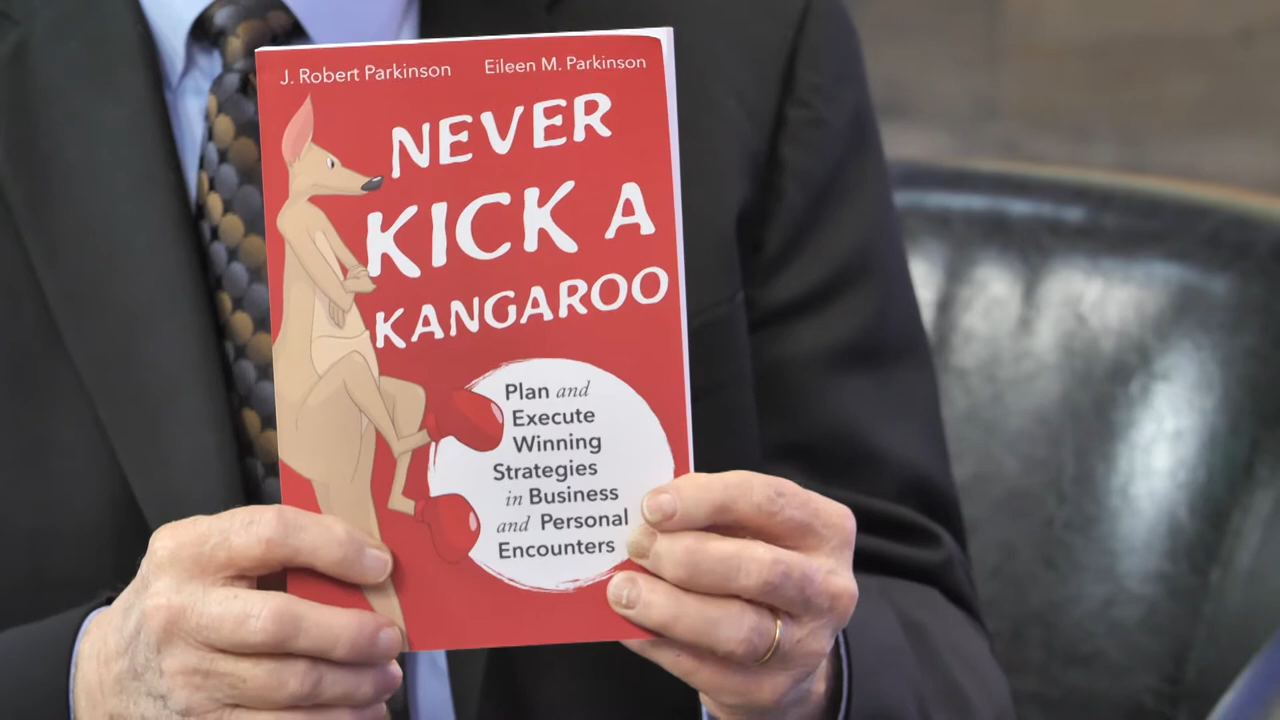 J. Robert Parkinson Eileen M. Parkinson
NEVER
KICK A
KANGAROO
Plan and
Execute
Winning
Strategies
in Business
and Personal
Encounters